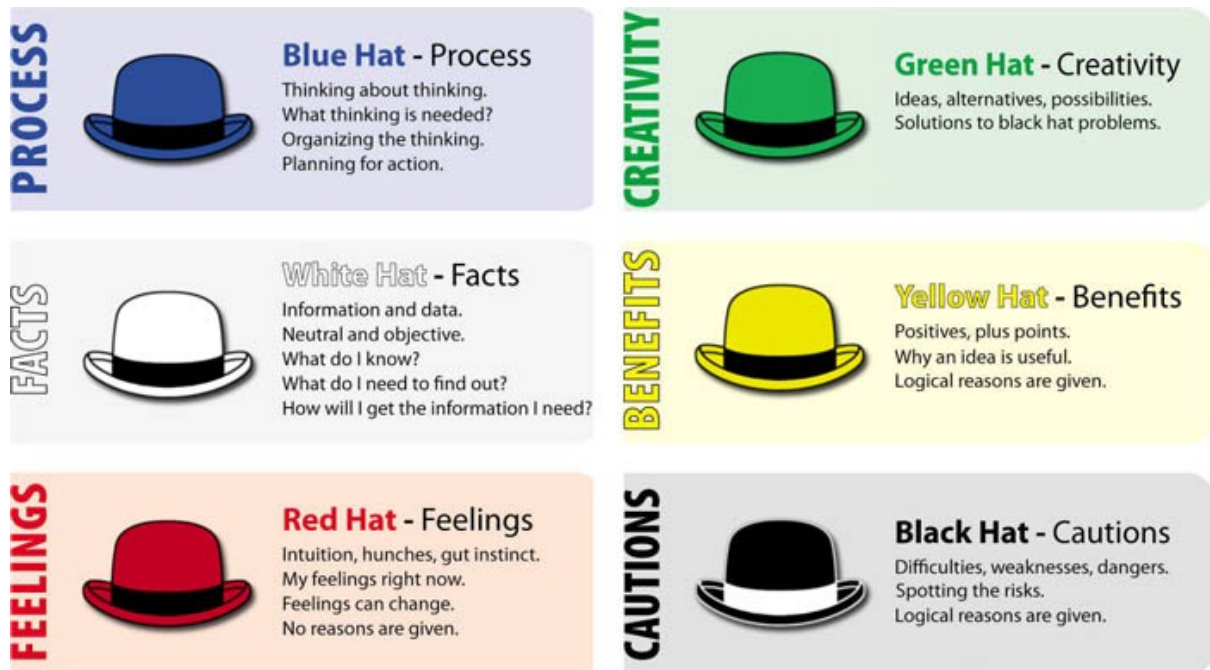 PROCESS
Blue Hat - Process
Thinking about thinking.
What thinking is needed?
Organizing the thinking.
Planning for action.
CREATIVITY
Green Hat - Creativity
Ideas, alternatives, possibilities.
Solutions to black hat problems.
FACTS
White Hat - Facts
Information and data.
Neutral and objective.
What do I know?
What do I need to find out?
How will I get the information I need?
BENEFITS
Yellow Hat - Benefits
Positives, plus points.
Why an idea is useful.
Logical reasons are given.
FEELINGS
Red Hat - Feelings
Intuition, hunches, gut instinct.
My feelings right now.
Feelings can change.
No reasons are given.
CAUTIONS
Black Hat - Cautions
Difficulties, weaknesses, dangers.
Spotting the risks.
Logical reasons are given.